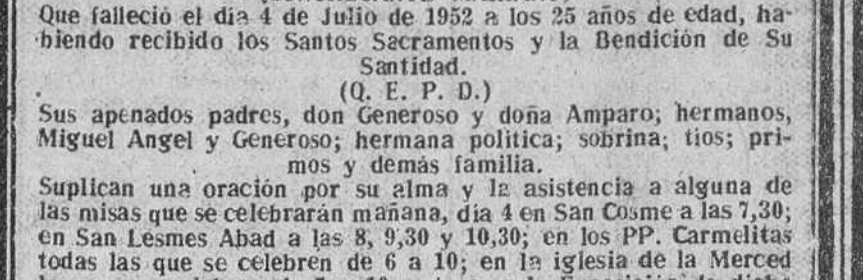 Que falleció el día 4 de Julio de 1952 a los 25 años de edad, ha-
biendo recibido los Santos Sacramentos y la Bendición de Su
Santidad.
(Q. E. P. D.)
Sus apenados padres, don Generoso y doña Amparo; hermanos,
Miguel Angel y Generoso; hermana politica; sobrina; tios; pri-
mos y demás familia.
Suplican una oración por su alma y la asistencia a alguna de
las misas que se celebrarán mañana, día 4 en San Cosme a las 7,30;
en San Lesmes Abad a las 8, 9,30 y 10,30; en los PP. Carmelitas
todas las que se celebren de 6 a 10; en la iglesia de la Merced